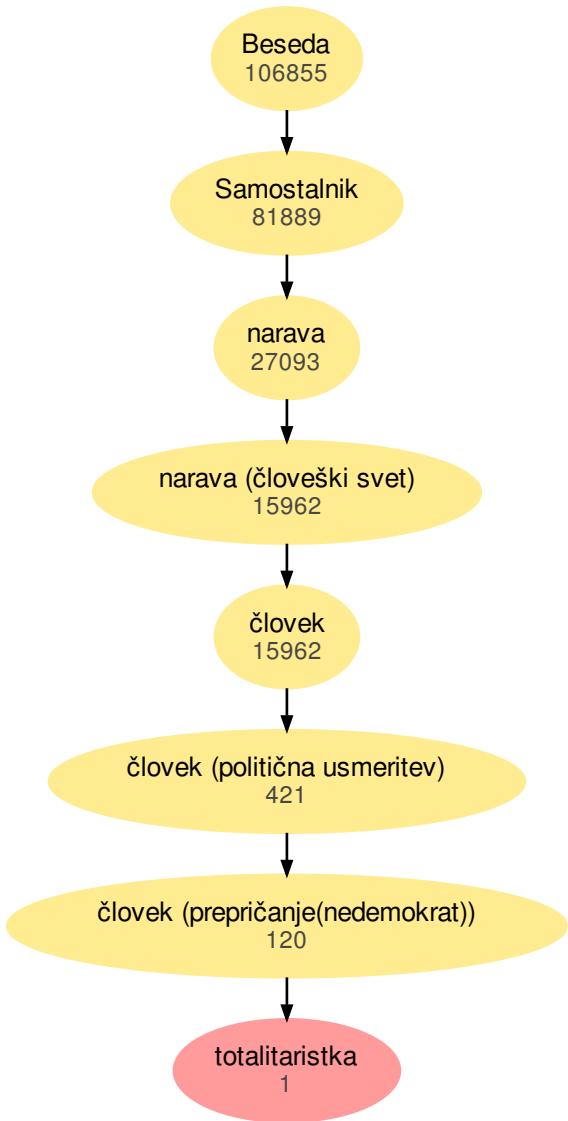 Beseda
106855
Samostalnik
81889
narava
27093
narava (človeški svet)
15962
človek
15962
človek (politična usmeritev)
421
človek (prepričanje(nedemokrat))
120
totalitaristka
1